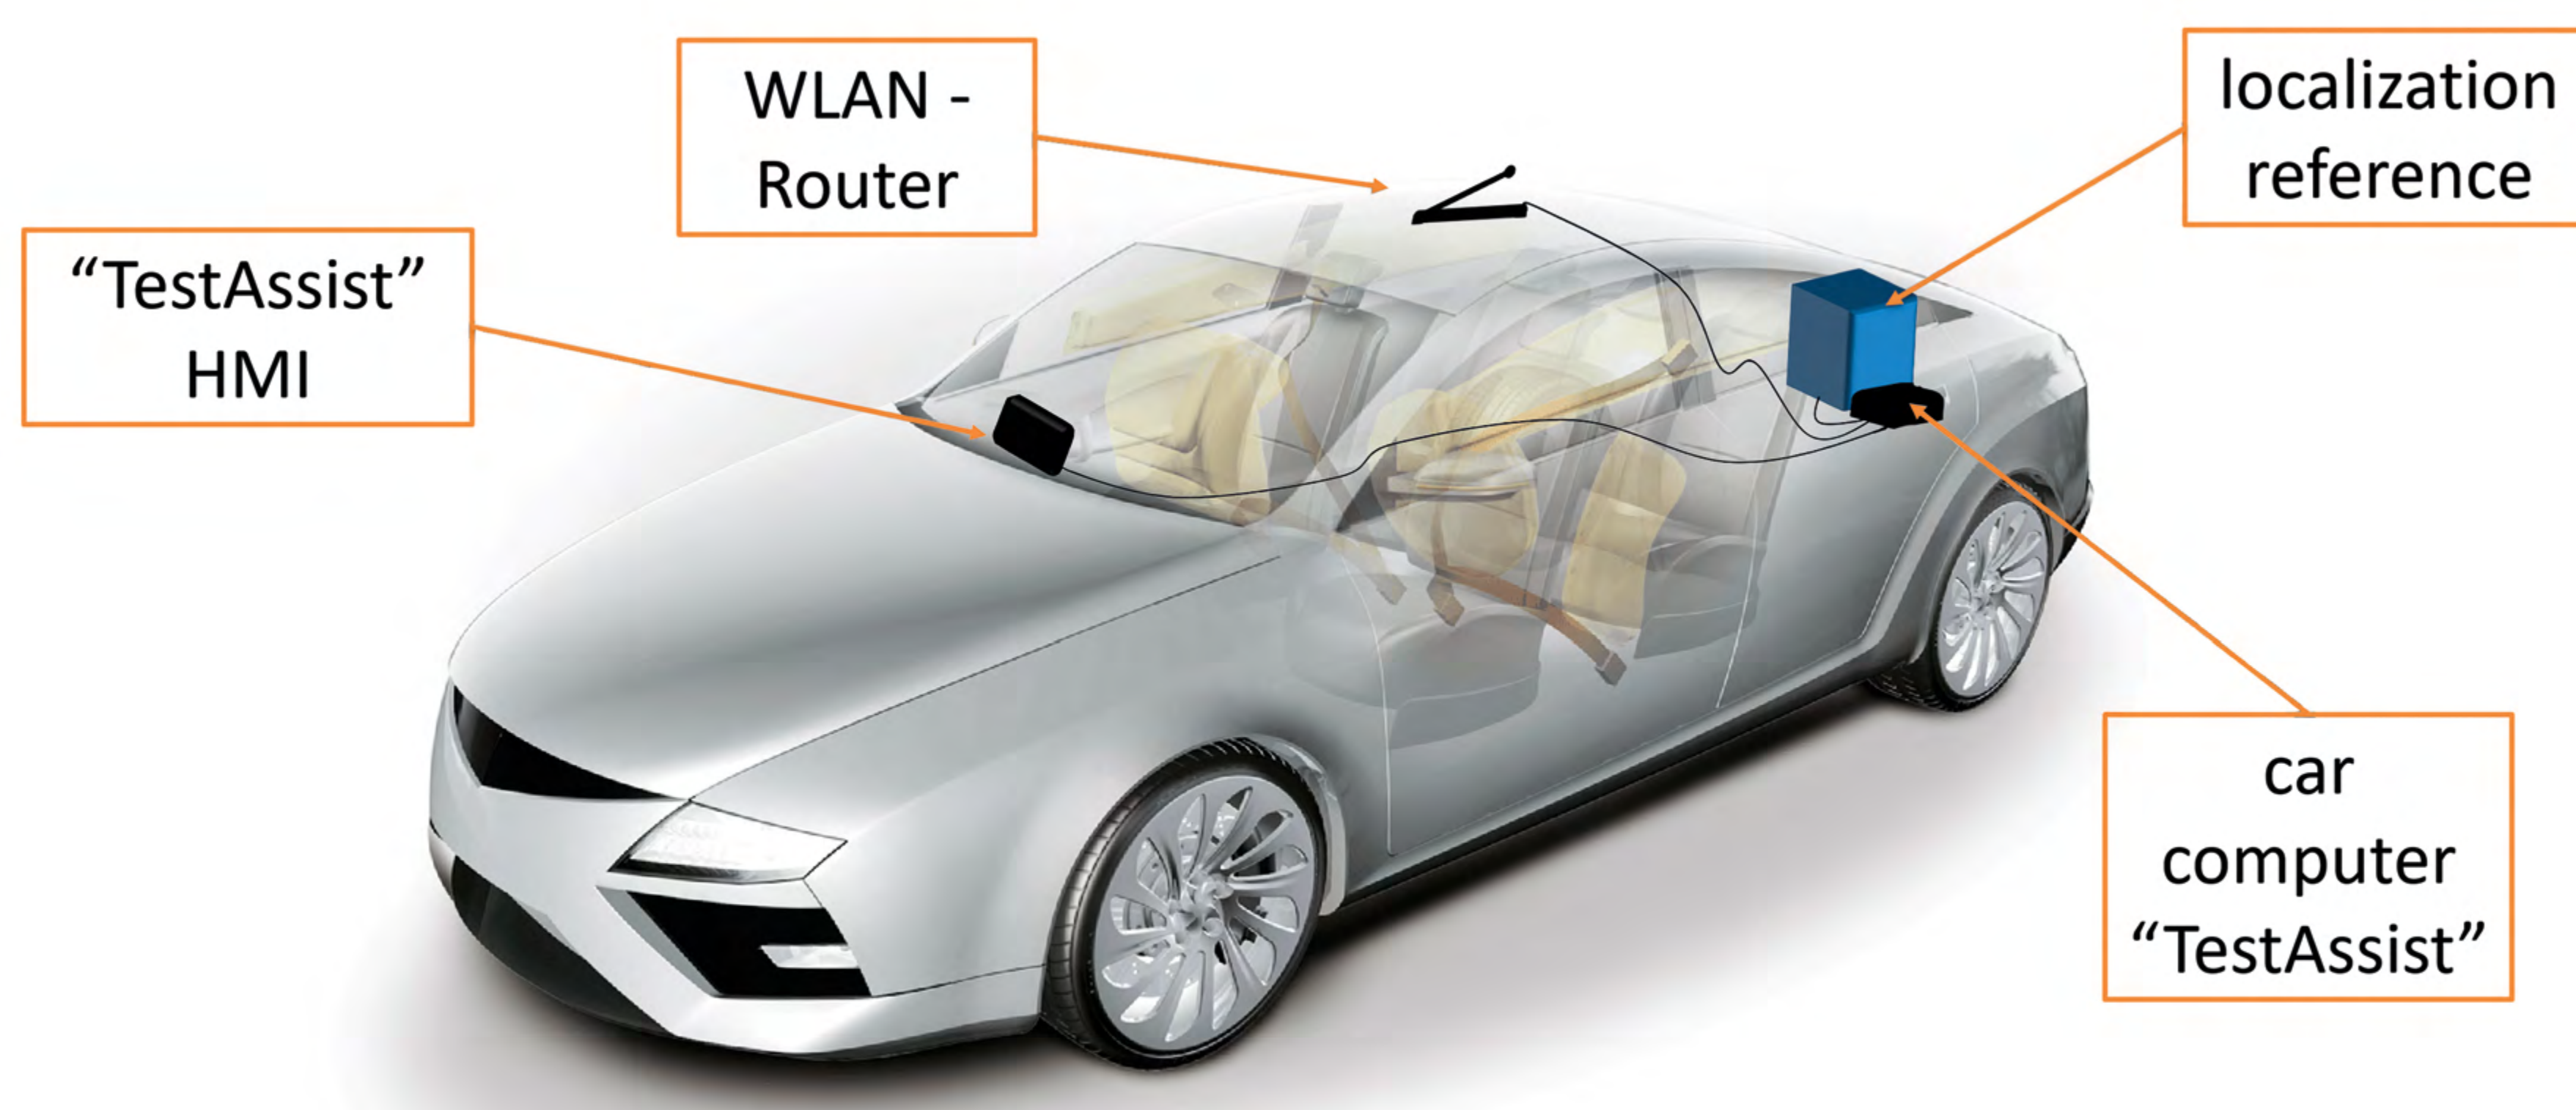 WLAN -
Router
localization
reference
“TestAssist”
HMI
car
computer
“TestAssist”